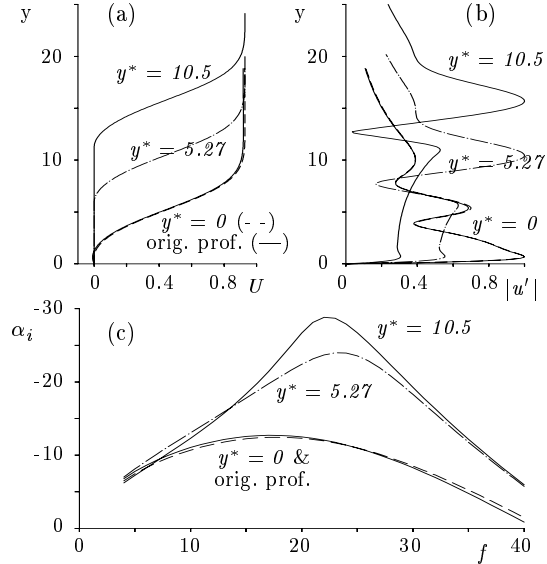 y (a) y (b)
20 20
y* = 10.5 y* = 10.5
y* = 5.27 y* = 5.27
10 10
y* = 0 (- -) y* = 0
orig. prof. (—)
0 0
0 0.4 0.8 U 0 0.4 0.8 |u'|
-30
α_i (c) y* = 10.5
-20
y* = 5.27
-10
y* = 0 &
orig. prof.
0
0 10 20 30 40
f